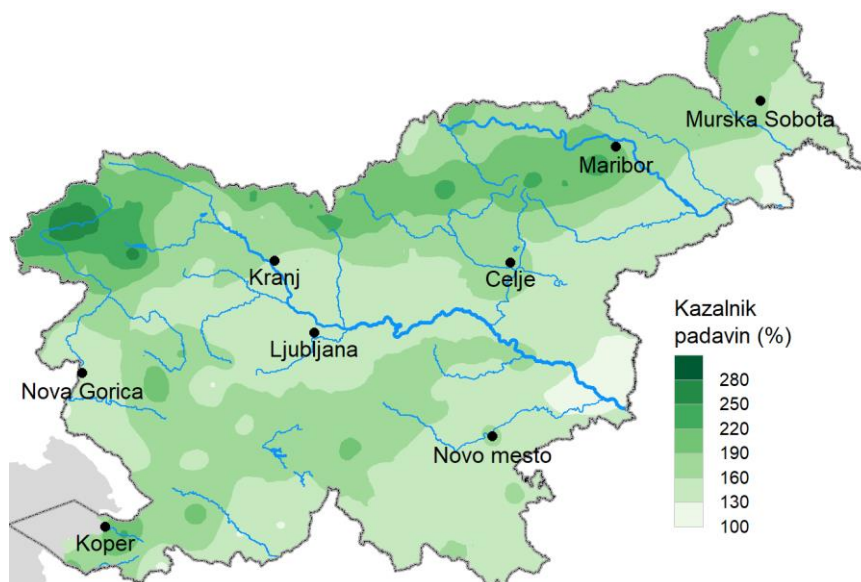 Murska Sobota
Maribor
Kranj
Celje
Ljubljana
Nova Gorica
Novo mesto
Koper
Kazalnik
padavin (%)
280
250
220
190
160
130
100